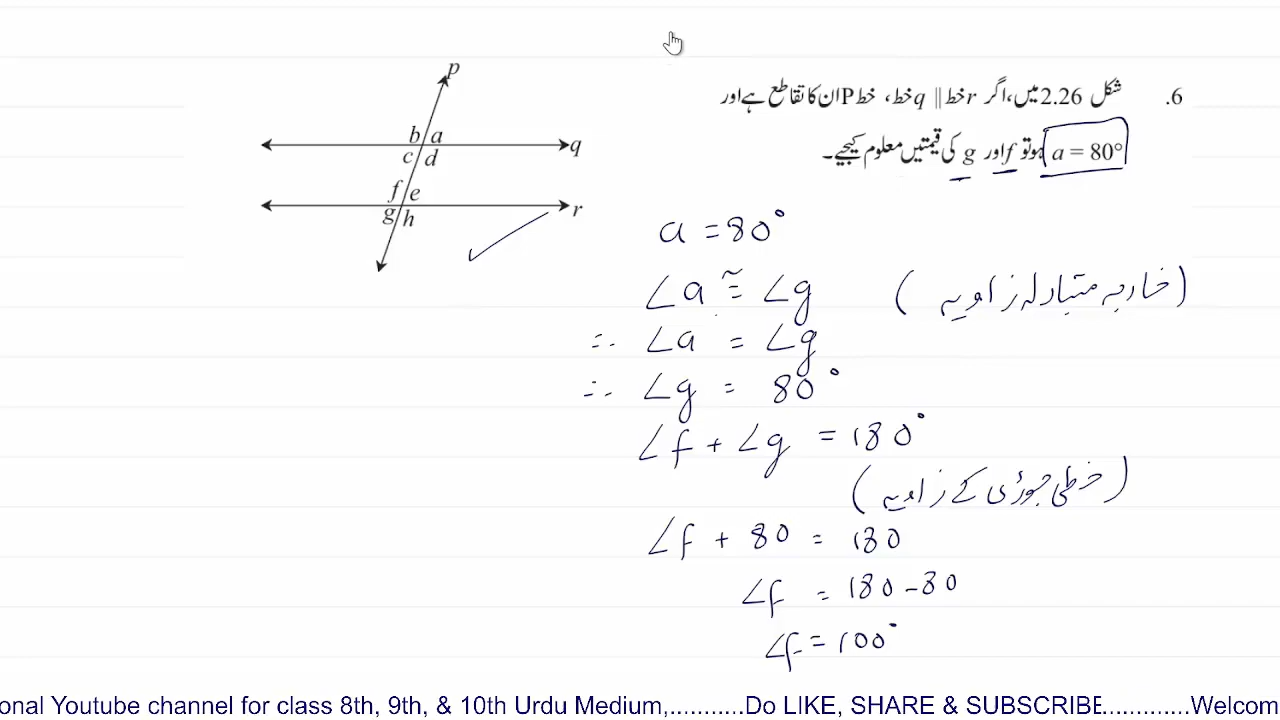 6. شکل 2.26 میں، اگر r خط || q خط، خط P ان کا تقاطع ہے اور
a = 80° ہو تو f اور g کی قیمتیں معلوم کیجیے۔
p
b a
q
c d
f e
r
g h
a = 80°
∠a ≅ ∠g (خارجہ متبادلہ زاویہ)
∴ ∠a = ∠g
∴ ∠g = 80°
∠f + ∠g = 180°
(خطی جوڑی کے زاویہ)
∠f + 80 = 180
∠f = 180 - 80
∠f = 100°
onal Youtube channel for class 8th, 9th, & 10th Urdu Medium,...........Do LIKE, SHARE & SUBSCRIBE.............Welcom